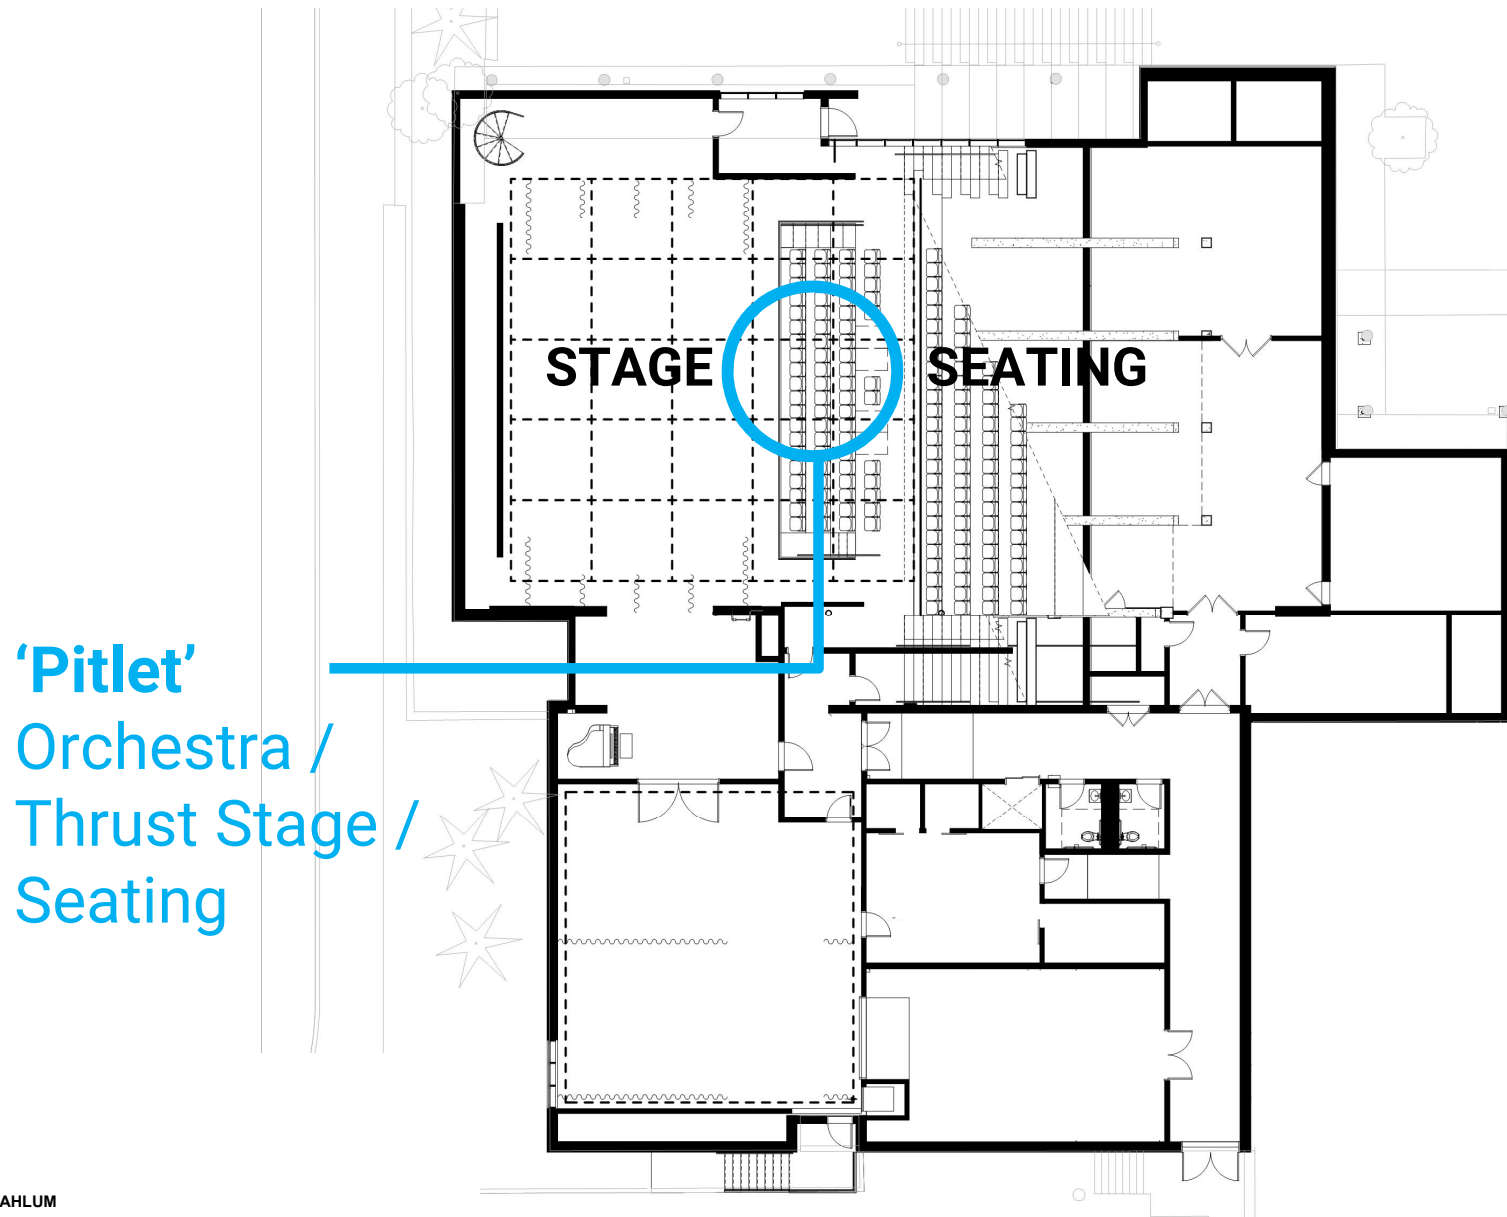 STAGE
SEATING
‘Pitlet’
Orchestra /
Thrust Stage /
Seating
AHLUM